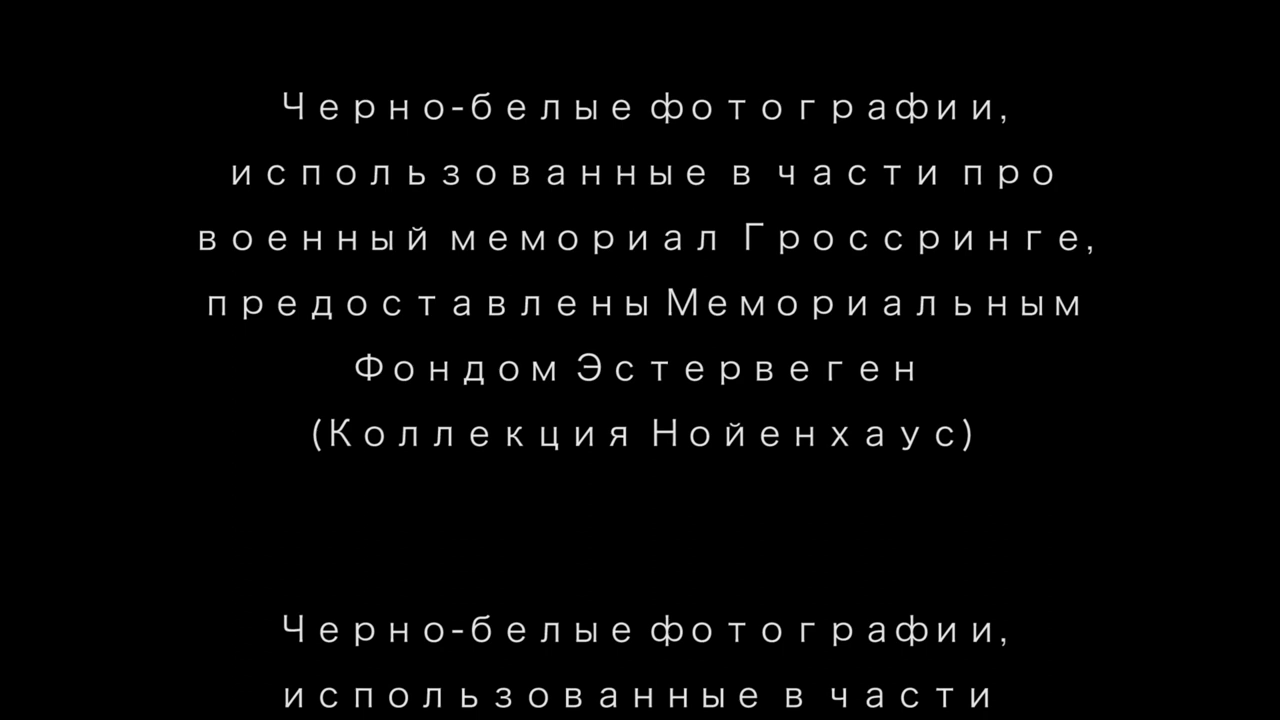 Черно-белые фотографии,
использованные в части про
военный мемориал Гроссринге,
предоставлены Мемориальным
Фондом Эстервеген
(Коллекция Нойенхаус)
Черно-белые фотографии,
использованные в части